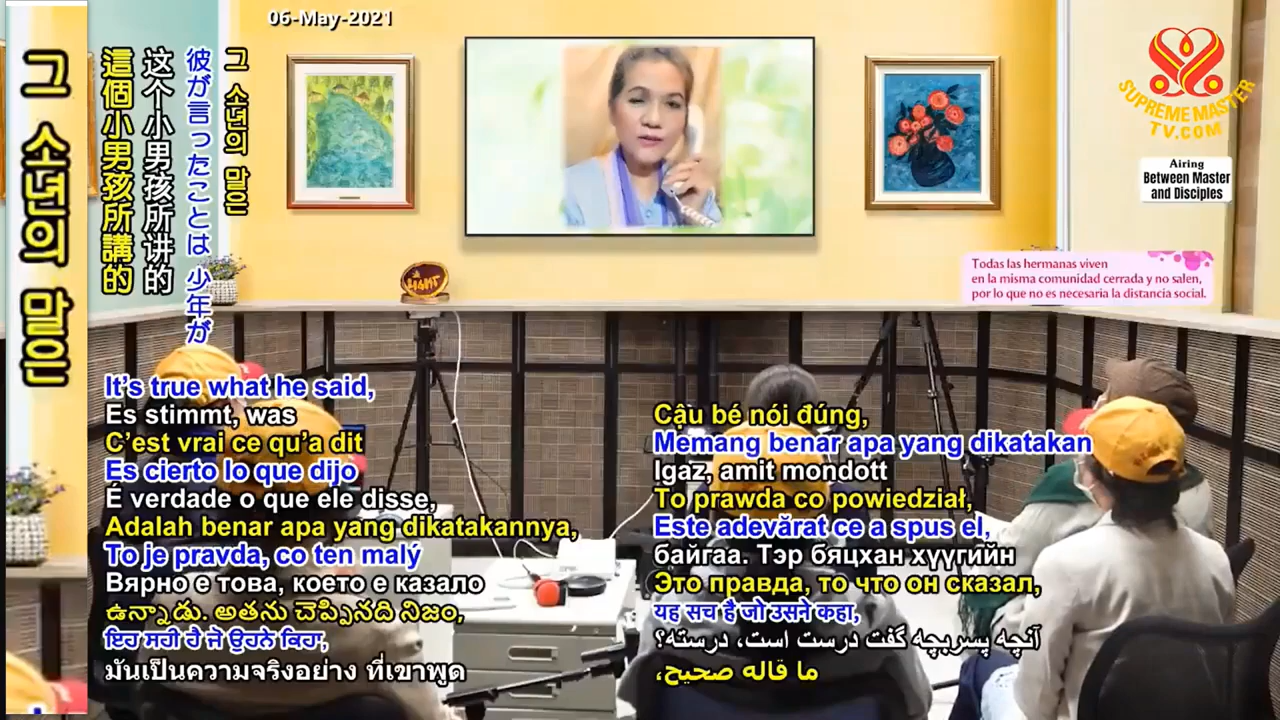 06-May-2021
그 소년의 말은
這個小男孩所講的
这个小男孩所讲的
彼が言ったことは 少年が
그 소년의 말은
SUPREME MASTER
TV.COM
Airing
Between Master
and Disciples
Todas las hermanas viven
en la misma comunidad cerrada y no salen,
por lo que no es necesaria la distancia social.
It's true what he said,
Es stimmt, was
C'est vrai ce qu'a dit
Es cierto lo que dijo
É verdade o que ele disse,
Adalah benar apa yang dikatakannya,
To je pravda, co ten malý
Вярно е това, което е казало
ఉన్నాడు. అతను చెప్పినది నిజం,
ਇਹ ਸਹੀ ਹੈ ਜੋ ਉਹਨੇ ਕਿਹਾ,
มันเป็นความจริงอย่าง ที่เขาพูด
Cậu bé nói đúng,
Memang benar apa yang dikatakan
Igaz, amit mondott
To prawda co powiedział,
Este adevărat ce a spus el,
байгаа. Тэр бяцхан хүүгийн
Это правда, то что он сказал,
यह सच है जो उसने कहा,
آنچه پسربچه گفت درست است، درسته؟
ما قاله صحيح،